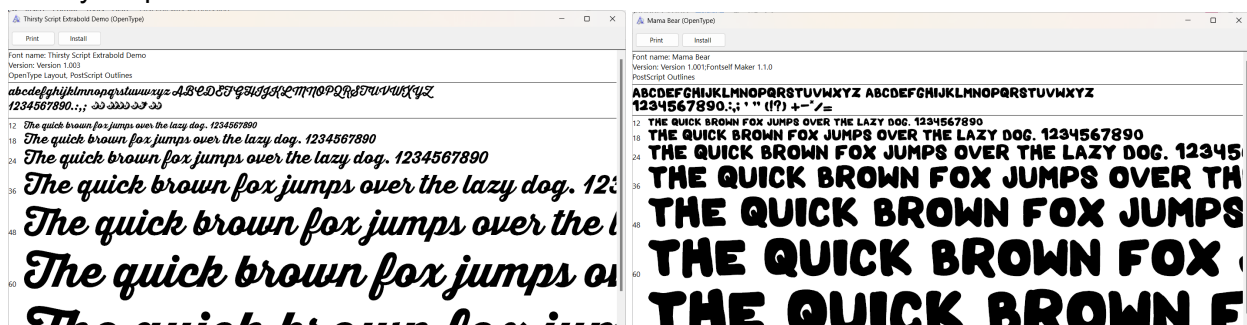 Thirsty Script Extrabold Demo (OpenType)
Print Install
Font name: Thirsty Script Extrabold Demo
Version: Version 1.003
OpenType Layout, PostScript Outlines
abcdefghijklmnopqrstuvwxyz ABCDEFGHIJKLMNOPQRSTUVWXYZ
1234567890.:,;
12 The quick brown fox jumps over the lazy dog. 1234567890
18 The quick brown fox jumps over the lazy dog. 1234567890
24 The quick brown fox jumps over the lazy dog. 1234567890
36 The quick brown fox jumps over the lazy dog. 123
48 The quick brown fox jumps over the l
60 The quick brown fox jumps o
The quick brown fox jum
Mama Bear (OpenType)
Print Install
Font name: Mama Bear
Version: Version 1.001;Fontself Maker 1.1.0
PostScript Outlines
ABCDEFGHIJKLMNOPQRSTUVWXYZ ABCDEFGHIJKLMNOPQRSTUVWXYZ
1234567890.:,; ' " (!?) +-*/=
12 THE QUICK BROWN FOX JUMPS OVER THE LAZY DOG. 1234567890
18 THE QUICK BROWN FOX JUMPS OVER THE LAZY DOG. 1234567890
24 THE QUICK BROWN FOX JUMPS OVER THE LAZY DOG. 12345
36 THE QUICK BROWN FOX JUMPS OVER TH
48 THE QUICK BROWN FOX JUMPS
60 THE QUICK BROWN FOX
THE QUICK BROWN F